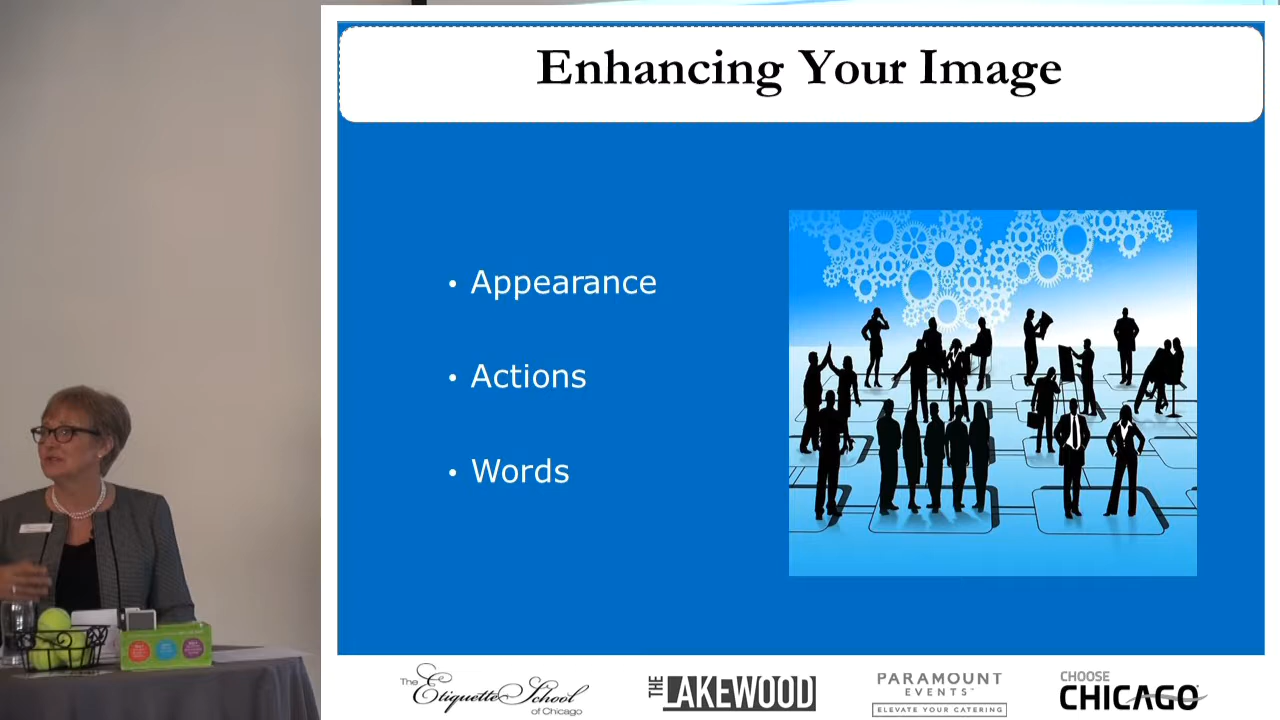 Enhancing Your Image
• Appearance
• Actions
• Words
The Etiquette School of Chicago
THE LAKEWOOD
PARAMOUNT
EVENTS
ELEVATE YOUR CATERING
CHOOSE
CHICAGO